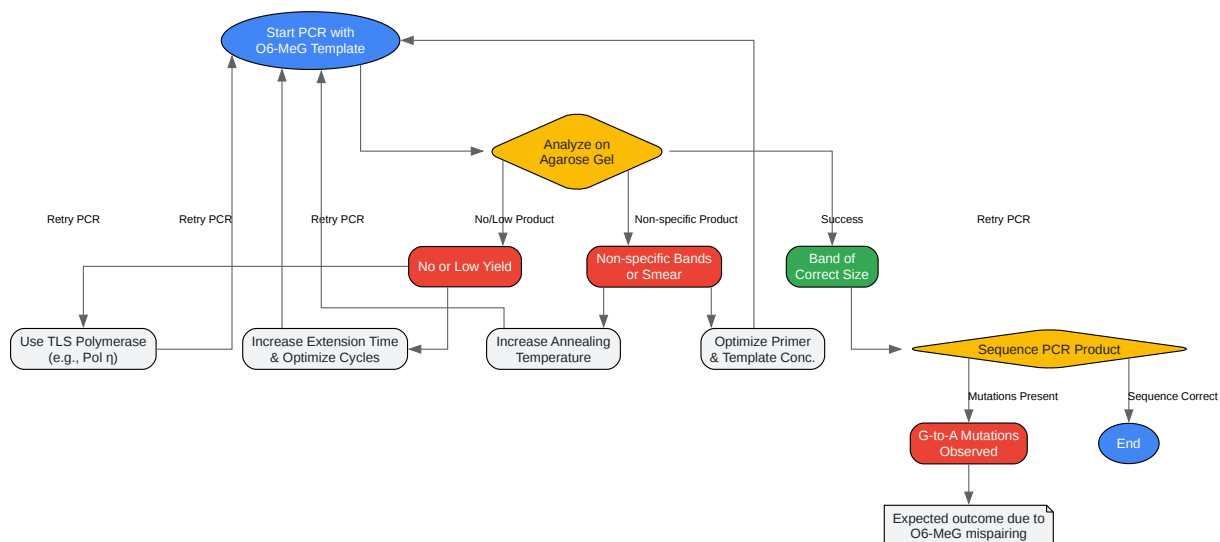 Start PCR with
O6-MeG Template
Analyze on
Agarose Gel
Retry PCR
Retry PCR
Retry PCR
No/Low Product
Non-specific Product
Success
Retry PCR
No or Low Yield
Non-specific Bands
or Smear
Band of
Correct Size
Use TLS Polymerase
(e.g., Pol η)
Increase Extension Time
& Optimize Cycles
Increase Annealing
Temperature
Optimize Primer
& Template Conc.
Sequence PCR Product
Mutations Present
Sequence Correct
G-to-A Mutations
Observed
End
Expected outcome due to
O6-MeG mispairing